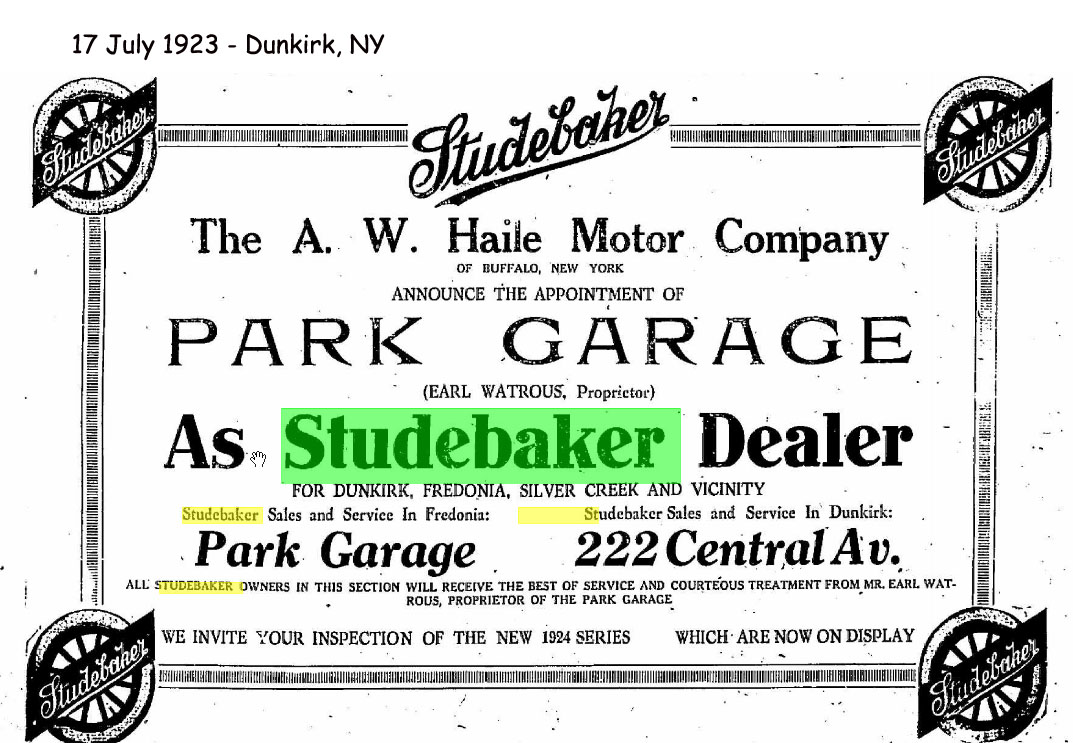 17 July 1923 - Dunkirk, NY
Studebaker
Studebaker
Studebaker
The A. W. Haile Motor Company
OF BUFFALO, NEW YORK
ANNOUNCE THE APPOINTMENT OF
PARK GARAGE
(EARL WATROUS, Proprietor)
As Studebaker Dealer
FOR DUNKIRK, FREDONIA, SILVER CREEK AND VICINITY
Studebaker Sales and Service In Fredonia: Studebaker Sales and Service In Dunkirk:
Park Garage 222 Central Av.
ALL STUDEBAKER OWNERS IN THIS SECTION WILL RECEIVE THE BEST OF SERVICE AND COURTEOUS TREATMENT FROM MR. EARL WAT-
ROUS, PROPRIETOR OF THE PARK GARAGE
WE INVITE YOUR INSPECTION OF THE NEW 1924 SERIES WHICH ARE NOW ON DISPLAY
Studebaker
Studebaker